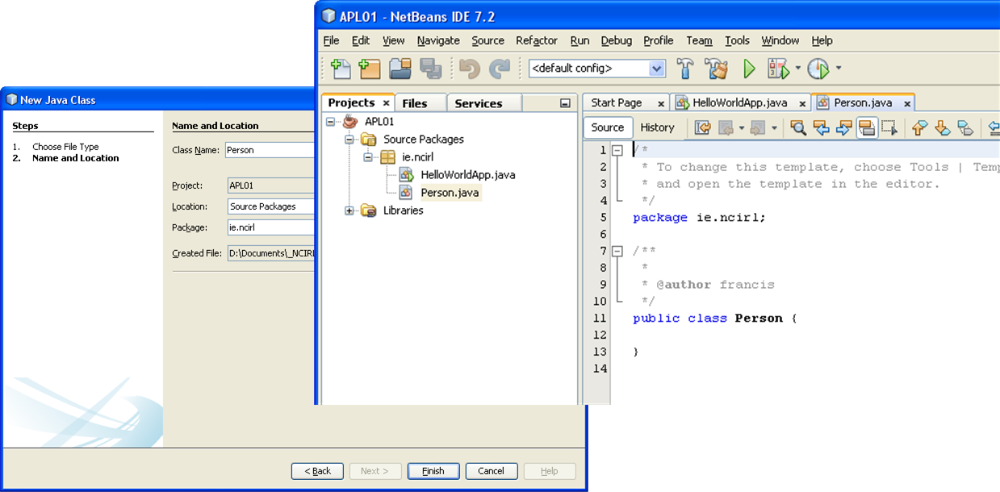 New Java Class
Steps
1. Choose File Type
2. Name and Location
Name and Location
Class Name: Person
Project: APL01
Location: Source Packages
Package: ie.ncirl
Created File: D:\Documents\_NCIRL
< Back Next > Finish Cancel Help
APL01 - NetBeans IDE 7.2
File Edit View Navigate Source Refactor Run Debug Profile Team Tools Window Help
<default config>
Projects x Files Services
APL01
Source Packages
ie.ncirl
HelloWorldApp.java
Person.java
Libraries
Start Page x HelloWorldApp.java x Person.java x
Source History
1 /*
2 * To change this template, choose Tools | Temp
3 * and open the template in the editor.
4 */
5 package ie.ncirl;
6
7 /**
8 *
9 * @author francis
10 */
11 public class Person {
12
13 }
14